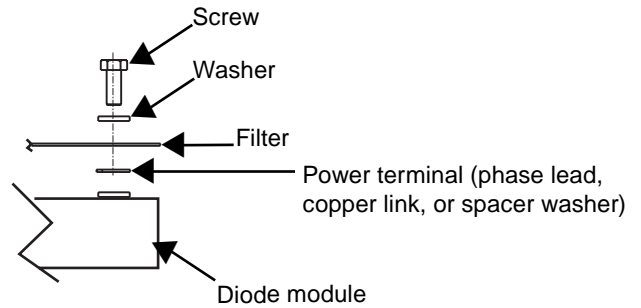 Screw
Washer
Filter
Power terminal (phase lead,
copper link, or spacer washer)
Diode module